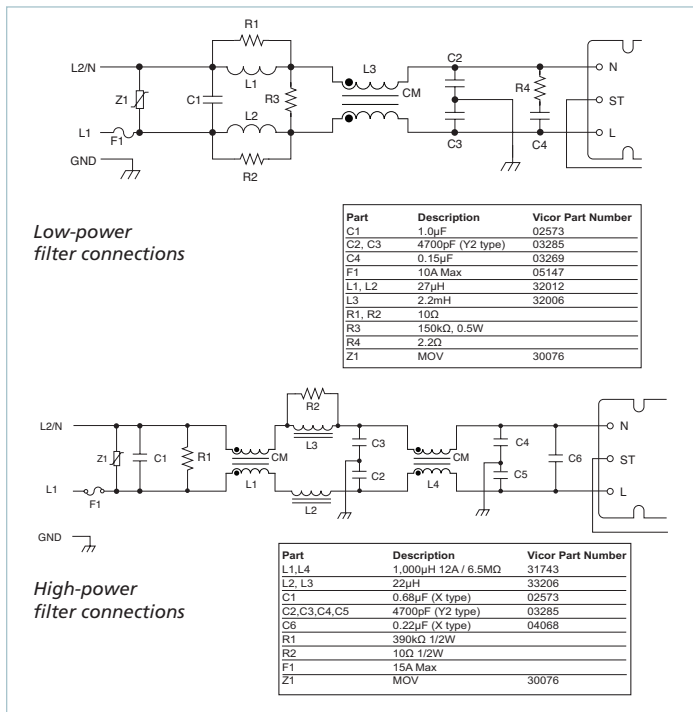 R1
L2/N
L1
L3
C2
N
Z1
C1
R3
CM
R4
ST
L2
L1
F1
L
C3
C4
GND
R2
Low-power
filter connections
Part Description Vicor Part Number
C1 1.0µF 02573
C2, C3 4700pF (Y2 type) 03285
C4 0.15µF 03269
F1 10A Max 05147
L1, L2 27µH 32012
L3 2.2mH 32006
R1, R2 10Ω
R3 150kΩ, 0.5W
R4 2.2Ω
Z1 MOV 30076
R2
L2/N
N
L3
C3
C4
Z1
C1
R1
CM
CM
C6
ST
C2
C5
L1
L1
L4
L
F1
L2
GND
High-power
filter connections
Part Description Vicor Part Number
L1,L4 1,000µH 12A / 6.5MΩ 31743
L2, L3 22µH 33206
C1 0.68µF (X type) 02573
C2,C3,C4,C5 4700pF (Y2 type) 03285
C6 0.22µF (X type) 04068
R1 390kΩ 1/2W
R2 10Ω 1/2W
F1 15A Max
Z1 MOV 30076